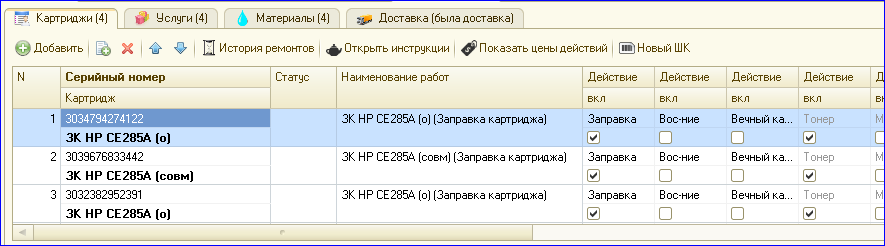 Картриджи (4) Услуги (4) Материалы (4) Доставка (была доставка)
Добавить История ремонтов Открыть инструкции Показать цены действий Новый ШК
N Серийный номер Статус Наименование работ Действие Действие Действие Действие
Картридж вкл вкл вкл вкл
1 3034794274122 ЗК HP CE285A (о) (Заправка картриджа) Заправка Вос-ние Вечный ка... Тонер
ЗК HP CE285A (о)
2 3039676833442 ЗК HP CE285A (совм) (Заправка картриджа) Заправка Вос-ние Вечный ка... Тонер
ЗК HP CE285A (совм)
3 3032382952391 ЗК HP CE285A (о) (Заправка картриджа) Заправка Вос-ние Вечный ка... Тонер
ЗК HP CE285A (о)